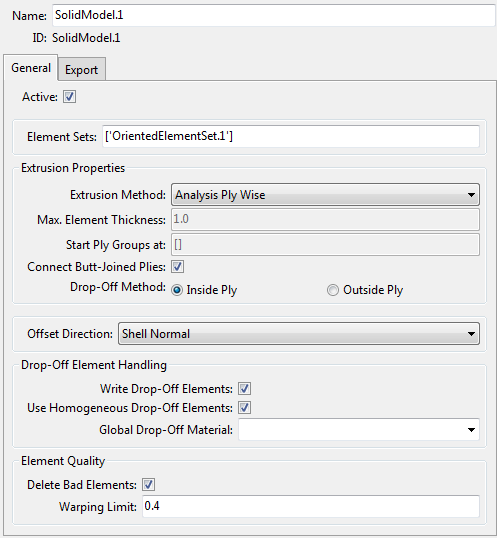 Name: SolidModel.1
ID: SolidModel.1
General Export
Active:
Element Sets: ['OrientedElementSet.1']
Extrusion Properties
Extrusion Method: Analysis Ply Wise
Max. Element Thickness: 1.0
Start Ply Groups at: []
Connect Butt-Joined Plies:
Drop-Off Method: Inside Ply Outside Ply
Offset Direction: Shell Normal
Drop-Off Element Handling
Write Drop-Off Elements:
Use Homogeneous Drop-Off Elements:
Global Drop-Off Material:
Element Quality
Delete Bad Elements:
Warping Limit: 0.4